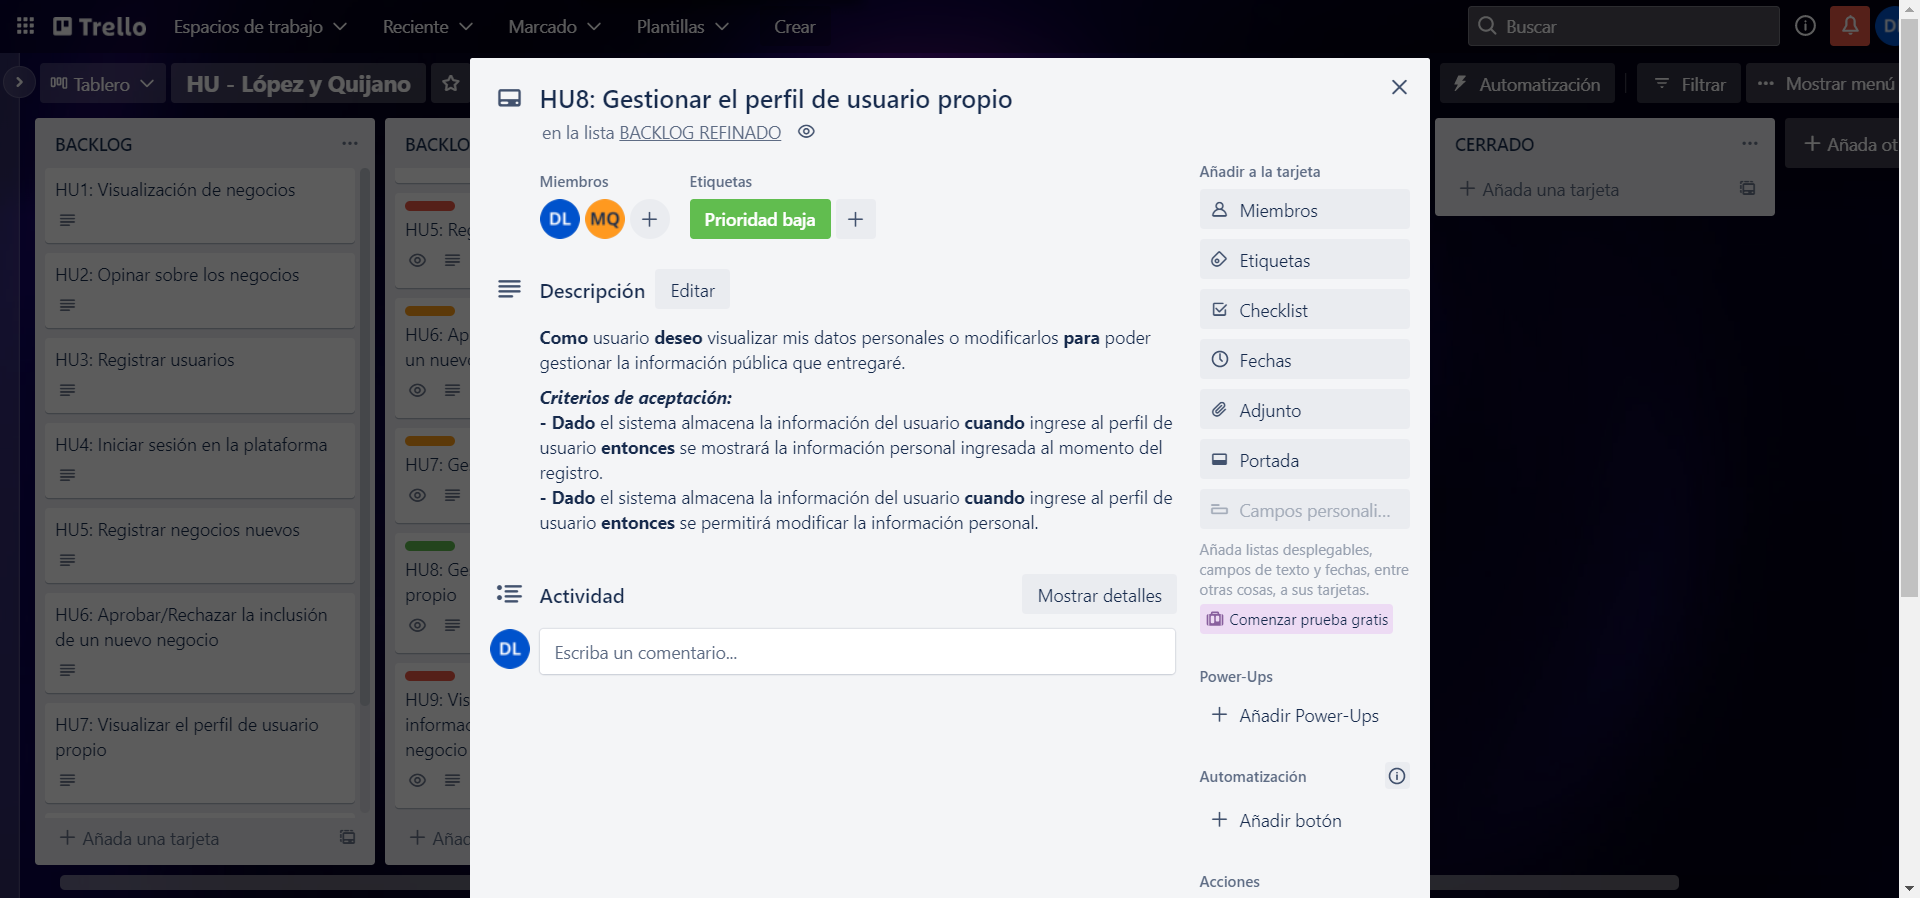 Trello
Espacios de trabajo
Reciente
Marcado
Plantillas
Crear
Buscar
Tablero
HU - López y Quijano
Automatización
Filtrar
Mostrar menú
BACKLOG
HU1: Visualización de negocios
HU2: Opinar sobre los negocios
HU3: Registrar usuarios
HU4: Iniciar sesión en la plataforma
HU5: Registrar negocios nuevos
HU6: Aprobar/Rechazar la inclusión
de un nuevo negocio
HU7: Visualizar el perfil de usuario
propio
Añada una tarjeta
BACKLO
HU5: Reg
HU6: Ap
un nuevo
HU7: Ge
HU8: Ge
propio
HU9: Vis
informac
negocio
Añad
HU8: Gestionar el perfil de usuario propio
en la lista BACKLOG REFINADO
Miembros
DL
MQ
Etiquetas
Prioridad baja
Descripción
Editar
Como usuario deseo visualizar mis datos personales o modificarlos para poder
gestionar la información pública que entregaré.
Criterios de aceptación:
- Dado el sistema almacena la información del usuario cuando ingrese al perfil de
usuario entonces se mostrará la información personal ingresada al momento del
registro.
- Dado el sistema almacena la información del usuario cuando ingrese al perfil de
usuario entonces se permitirá modificar la información personal.
Actividad
Mostrar detalles
DL
Escriba un comentario...
Añadir a la tarjeta
Miembros
Etiquetas
Checklist
Fechas
Adjunto
Portada
Campos personali...
Añada listas desplegables,
campos de texto y fechas, entre
otras cosas, a sus tarjetas.
Comenzar prueba gratis
Power-Ups
Añadir Power-Ups
Automatización
Añadir botón
Acciones
CERRADO
Añada una tarjeta
Añada ot